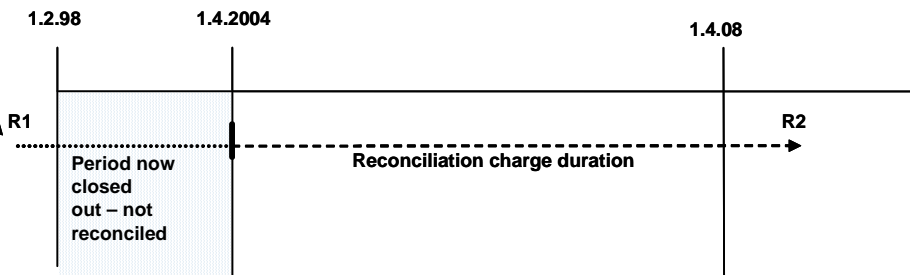 1.2.98
1.4.2004
1.4.08
R1
R2
Period now
closed
out – not
reconciled
Reconciliation charge duration